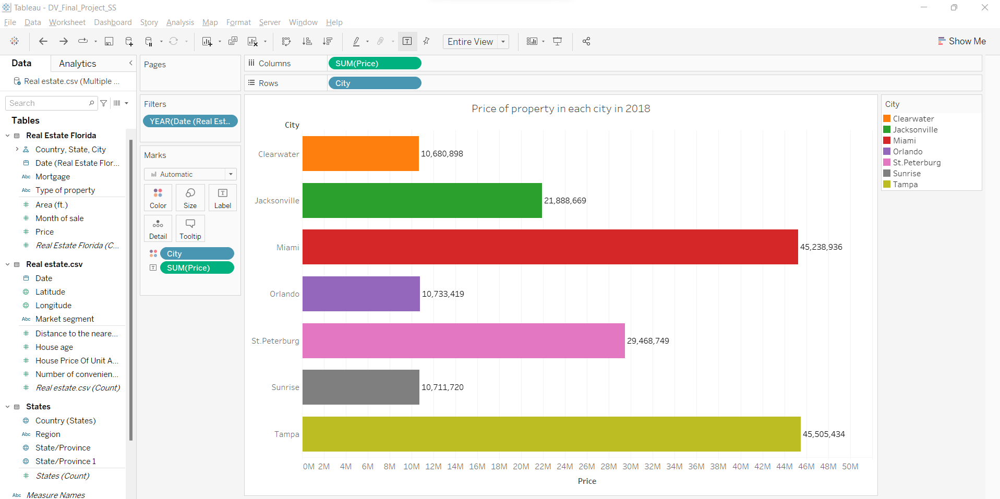 Tableau - DV_Final_Project_SS
File Data Worksheet Dashboard Story Analysis Map Format Server Window Help
Entire View
Show Me
Data Analytics
Real estate.csv (Multiple ...
Search
Tables
Real Estate Florida
Country, State, City
Date (Real Estate Flor...
Abc Mortgage
Abc Type of property
# Area (ft.)
# Month of sale
# Price
# Real Estate Florida (C...
Real estate.csv
Date
Latitude
Longitude
Abc Market segment
# Distance to the neare...
# House age
# House Price Of Unit A...
# Number of convenien...
# Real estate.csv (Count)
States
Country (States)
Abc Region
State/Province
State/Province 1
# States (Count)
Abc Measure Names
Pages
Filters
YEAR(Date (Real Est..
Marks
Automatic
Color Size T Label
Detail Tooltip
City
T SUM(Price)
Columns SUM(Price)
Rows City
Price of property in each city in 2018
City
Clearwater 10,680,898
Jacksonville 21,888,669
Miami 45,238,936
Orlando 10,733,419
St.Peterburg 29,468,749
Sunrise 10,711,720
Tampa 45,505,434
0M 2M 4M 6M 8M 10M 12M 14M 16M 18M 20M 22M 24M 26M 28M 30M 32M 34M 36M 38M 40M 42M 44M 46M 48M 50M
Price
City
Clearwater
Jacksonville
Miami
Orlando
St.Peterburg
Sunrise
Tampa